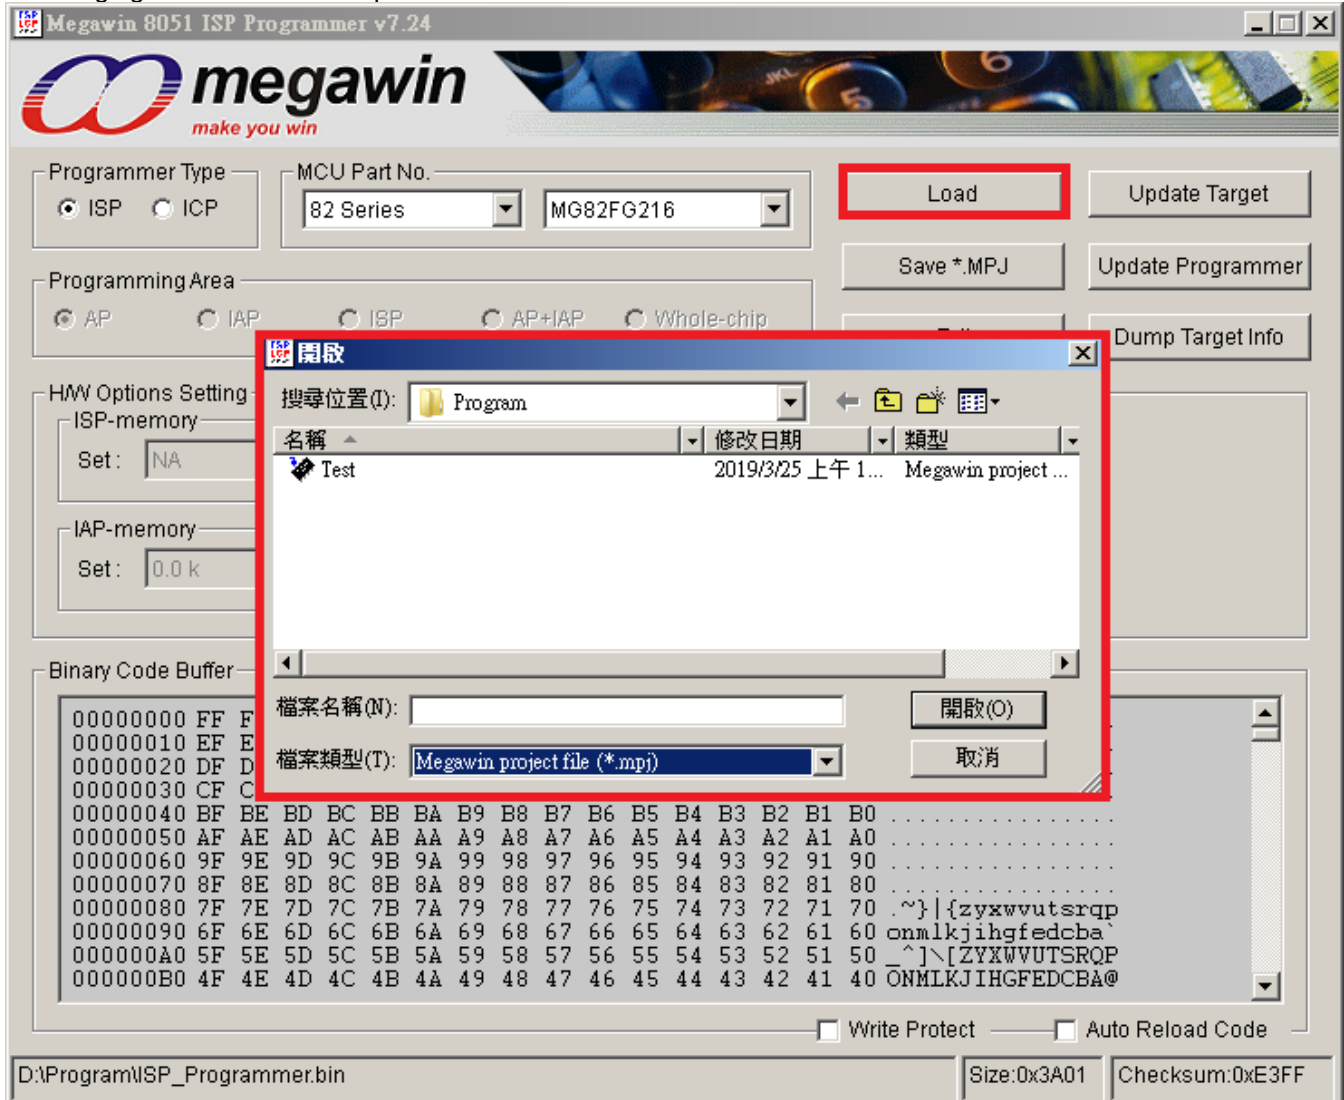 Megawin 8051 ISP Programmer v7.24
megawin
make you win
Programmer Type
ISP ICP
MCU Part No.
82 Series MG82FG216
Load Update Target
Save *.MPJ Update Programmer
Dump Target Info
Programming Area
AP IAP ISP AP+IAP Whole-chip
H/W Options Setting
ISP-memory
Set : NA
IAP-memory
Set : 0.0 k
開啟
搜尋位置(I): Program
名稱 修改日期 類型
Test 2019/3/25 上午 1... Megawin project ...
檔案名稱(N): 開啟(O)
檔案類型(T): Megawin project file (*.mpj) 取消
Binary Code Buffer
00000000 FF
00000010 EF
00000020 DF
00000030 CF
00000040 BF BE BD BC BB BA B9 B8 B7 B6 B5 B4 B3 B2 B1 B0 ................
00000050 AF AE AD AC AB AA A9 A8 A7 A6 A5 A4 A3 A2 A1 A0 ................
00000060 9F 9E 9D 9C 9B 9A 99 98 97 96 95 94 93 92 91 90 ................
00000070 8F 8E 8D 8C 8B 8A 89 88 87 86 85 84 83 82 81 80 ................
00000080 7F 7E 7D 7C 7B 7A 79 78 77 76 75 74 73 72 71 70 .~}|{zyxwvutsrqp
00000090 6F 6E 6D 6C 6B 6A 69 68 67 66 65 64 63 62 61 60 onmlkjihgfedcba`
000000A0 5F 5E 5D 5C 5B 5A 59 58 57 56 55 54 53 52 51 50 _^]\[ZYXWVUTSRQP
000000B0 4F 4E 4D 4C 4B 4A 49 48 47 46 45 44 43 42 41 40 ONMLKJIHGFEDCBA@
Write Protect Auto Reload Code
D:\Program\ISP_Programmer.bin Size:0x3A01 Checksum:0xE3FF